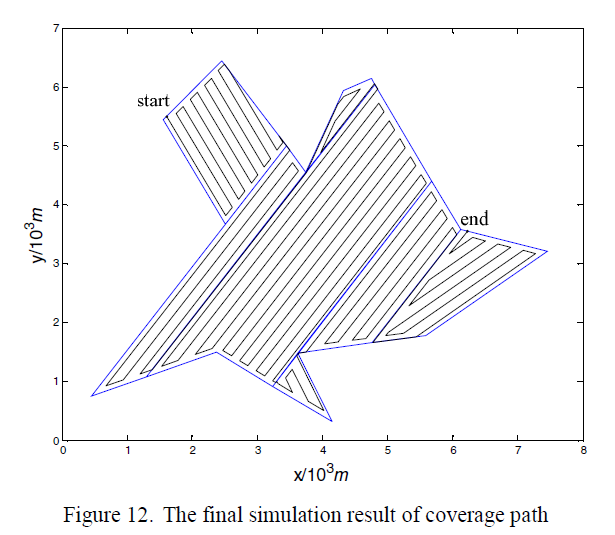 7
6
5
4
3
2
1
0
start
end
y/10³m
0 1 2 3 4 5 6 7 8
x/10³m
Figure 12. The final simulation result of coverage path